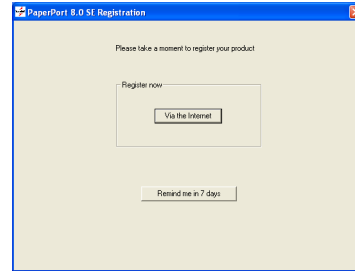 PaperPort 8.0 SE Registration
Please take a moment to register your product
Register now
Via the Internet
Remind me in 7 days